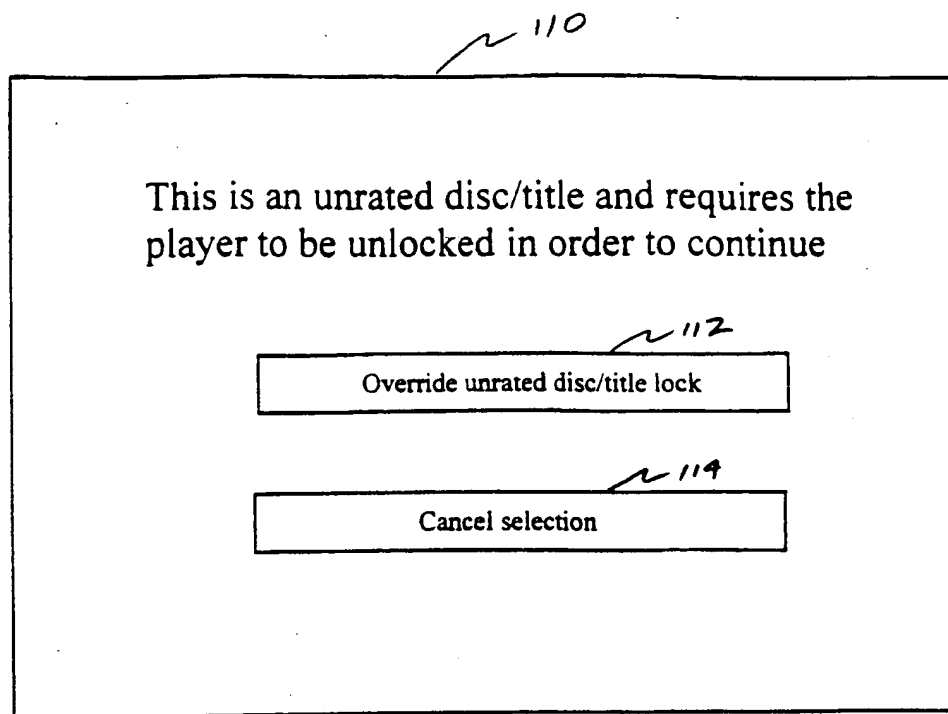 110
This is an unrated disc/title and requires the
player to be unlocked in order to continue
112
Override unrated disc/title lock
114
Cancel selection